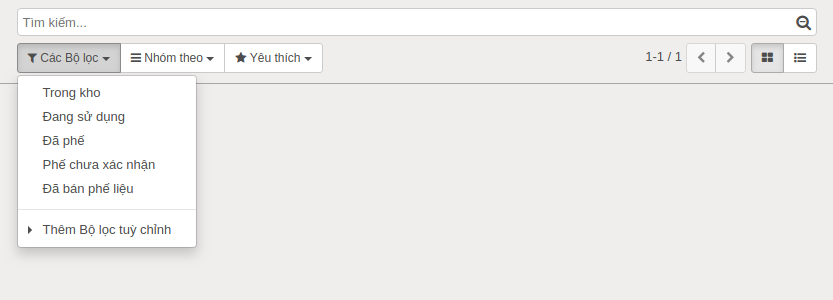 Tìm kiếm...
Các Bộ lọc Nhóm theo Yêu thích 1-1 / 1
Trong kho
Đang sử dụng
Đã phế
Phế chưa xác nhận
Đã bán phế liệu
Thêm Bộ lọc tuỳ chỉnh